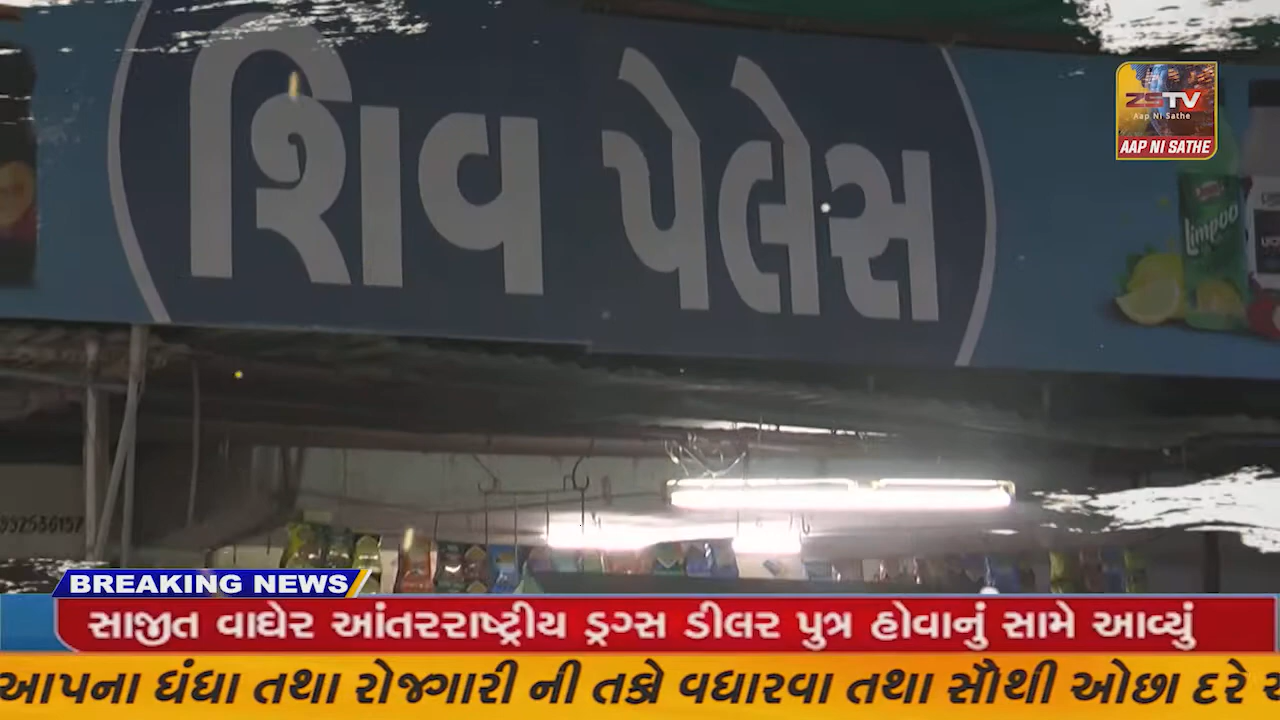 શિવ પેલેસ
ZSTV
Aap Ni Sathe
AAP NI SATHE
Limpoo
BREAKING NEWS
સાજીત વાઘેર આંતરરાષ્ટ્રીય ડ્રગ્સ ડીલર પુત્ર હોવાનું સામે આવ્યું
આપના ધંધા તથા રોજગારી ની તકો વધારવા તથા સૌથી ઓછા દરે